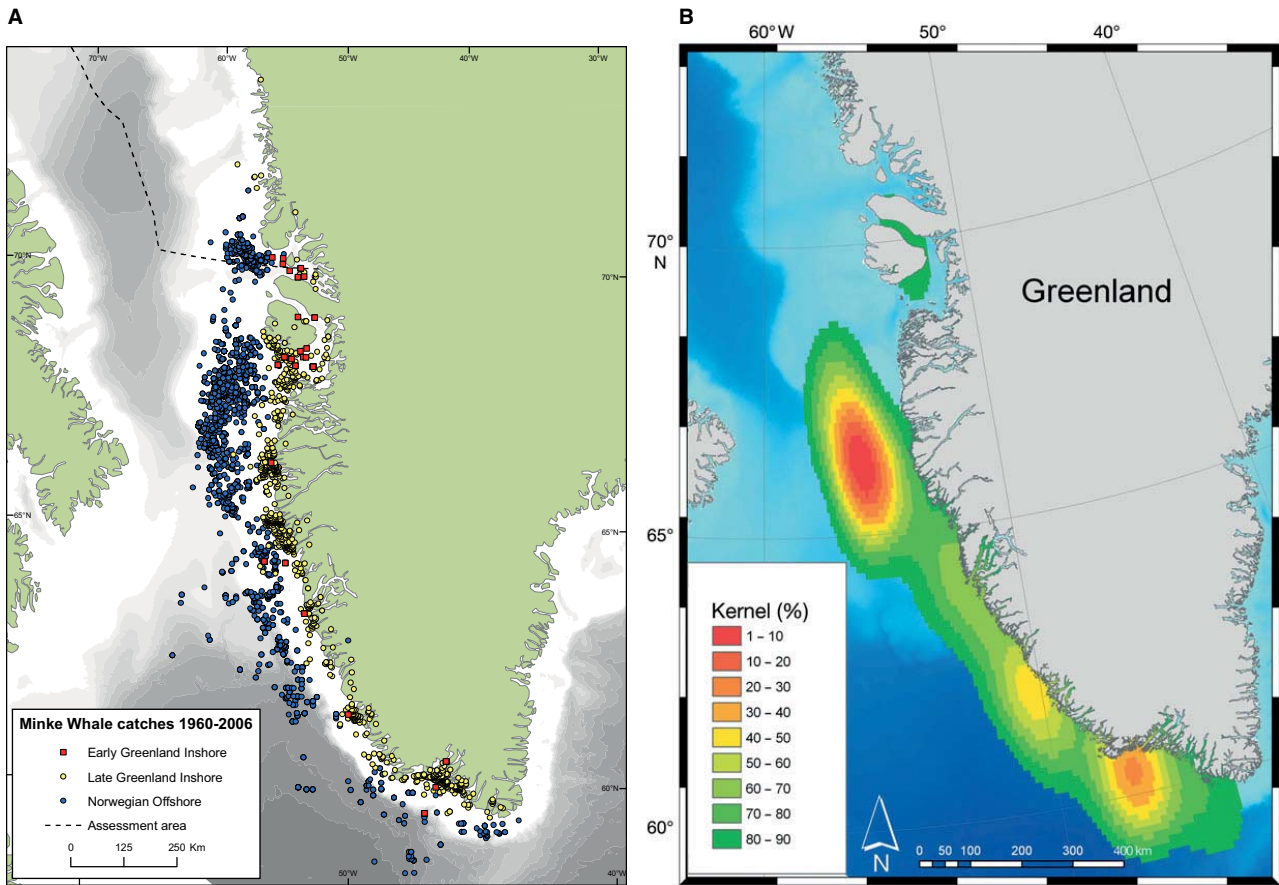 A
70°W
60°W
50°W
40°W
30°W
70°N
70°N
65°N
65°N
60°N
50°W
40°W
Minke Whale catches 1960-2006
Early Greenland Inshore
Late Greenland Inshore
Norwegian Offshore
Assessment area
0 125 250 Km
B
60°W
50°
40°
70°
N
65°
60°
Greenland
Kernel (%)
1 – 10
10 – 20
20 – 30
30 – 40
40 – 50
50 – 60
60 – 70
70 – 80
80 – 90
N
0 50 100 200 300 400 km